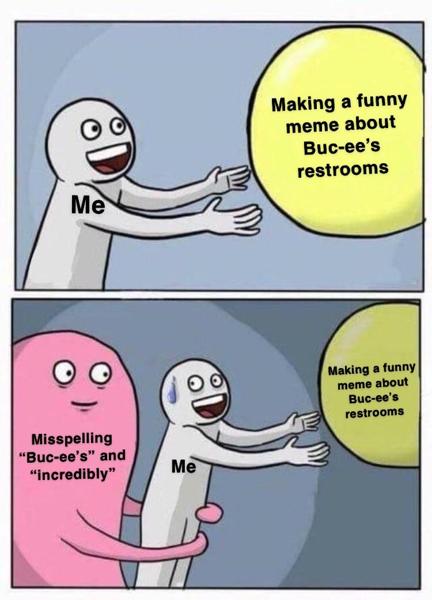 Making a funny
meme about
Buc-ee's
restrooms
Me
Making a funny
meme about
Buc-ee's
restrooms
Misspelling
“Buc-ee's” and
“incredibly”
Me